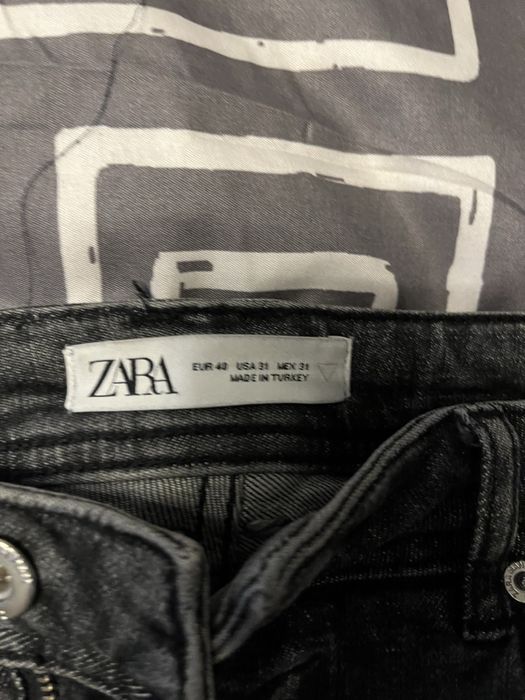 ZARA
EUR 40 USA 31 MEX 31
MADE IN TURKEY